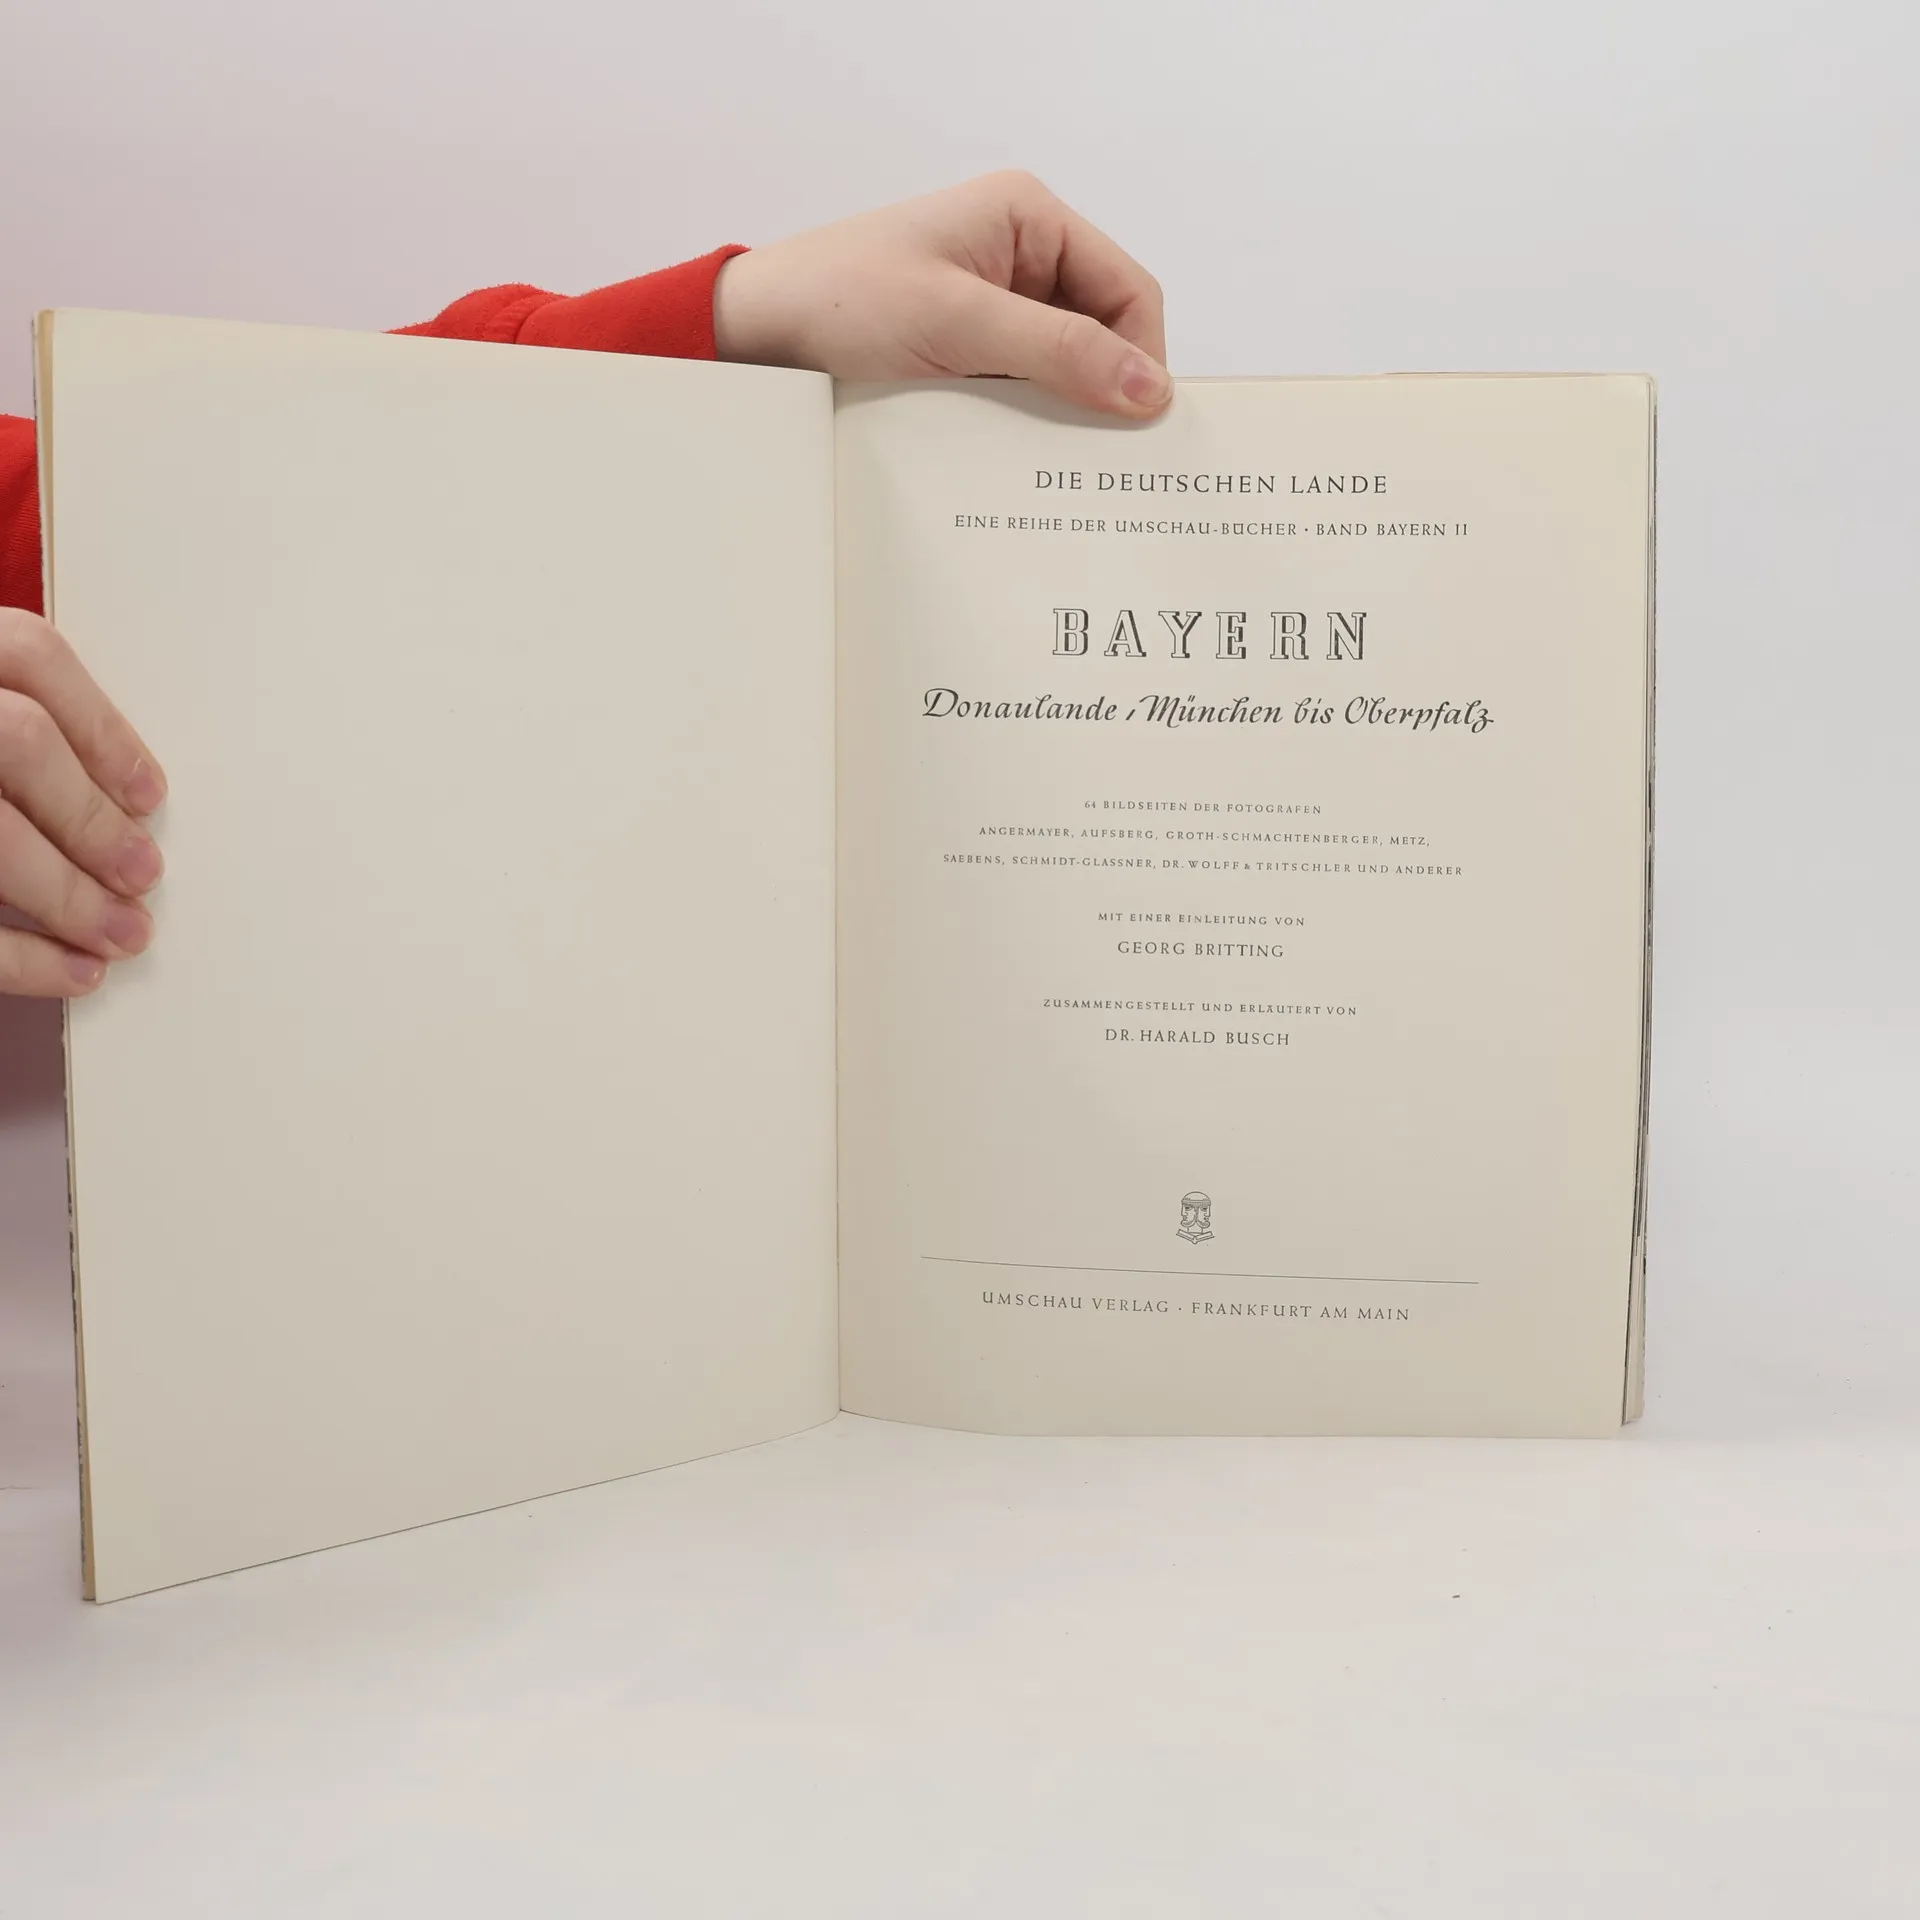 DIE DEUTSCHEN LANDE
EINE REIHE DER UMSCHAU-BÜCHER · BAND BAYERN II
BAYERN
Donaulande / München bis Oberpfalz
64 BILDSEITEN DER FOTOGRAFEN
ANGERMAYER, AUFSBERG, GROTH-SCHMACHTENBERGER, METZ,
SAEBENS, SCHMIDT-GLASSNER, DR. WOLFF & TRITSCHLER UND ANDERER
MIT EINER EINLEITUNG VON
GEORG BRITTING
ZUSAMMENGESTELLT UND ERLÄUTERT VON
DR. HARALD BUSCH
UMSCHAU VERLAG · FRANKFURT AM MAIN